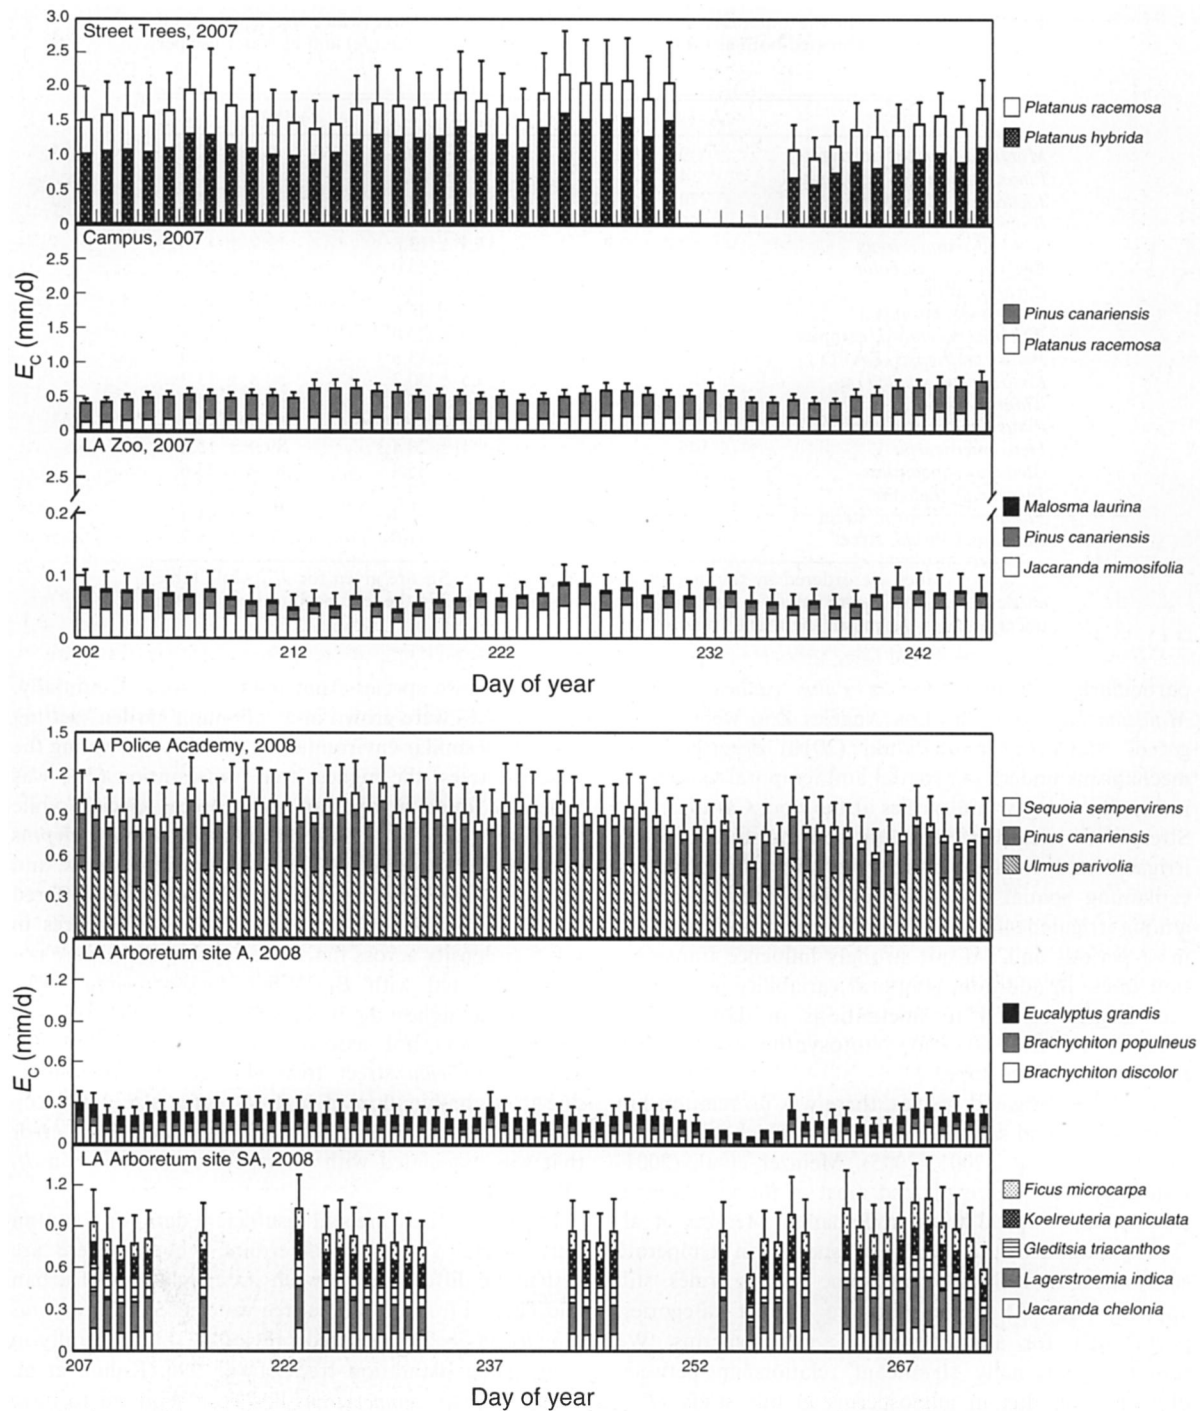 3.0
Street Trees, 2007
2.5
2.0
1.5
1.0
0.5
0
Platanus racemosa
Platanus hybrida
Campus, 2007
2.5
2.0
1.5
1.0
0.5
0
Pinus canariensis
Platanus racemosa
EC (mm/d)
LA Zoo, 2007
2.5
0.2
0.1
0
Malosma laurina
Pinus canariensis
Jacaranda mimosifolia
202 212 222 232 242
Day of year
1.5
LA Police Academy, 2008
1.2
0.9
0.6
0.3
0
Sequoia sempervirens
Pinus canariensis
Ulmus parivolia
LA Arboretum site A, 2008
1.2
0.9
0.6
0.3
0
Eucalyptus grandis
Brachychiton populneus
Brachychiton discolor
EC (mm/d)
LA Arboretum site SA, 2008
1.2
0.9
0.6
0.3
0
Ficus microcarpa
Koelreuteria paniculata
Gleditsia triacanthos
Lagerstroemia indica
Jacaranda chelonia
207 222 237 252 267
Day of year